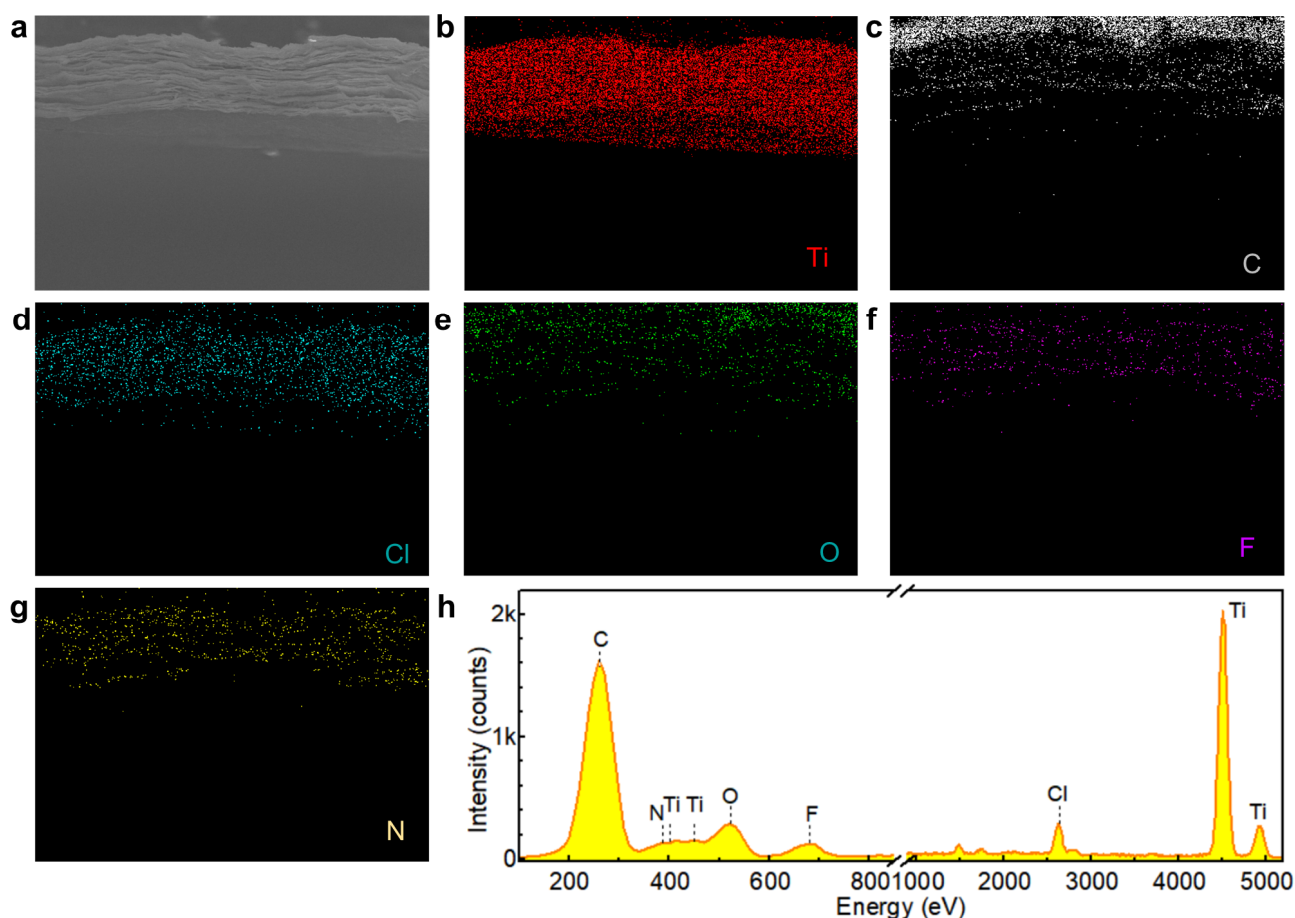 a
b
Ti
c
C
d
Cl
e
O
f
F
g
N
h
2k
1k
0
Intensity (counts)
C
N Ti Ti O F
Cl
Ti
Ti
200 400 600 800 1000 2000 3000 4000 5000
Energy (eV)